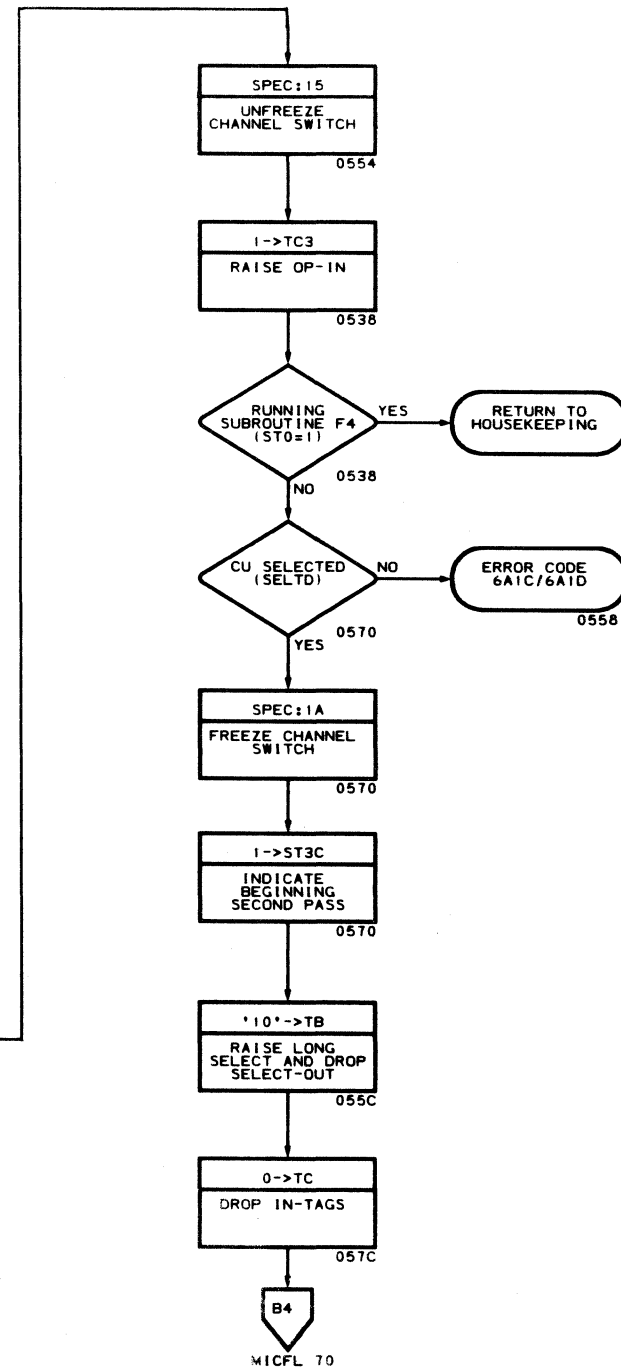 SPEC:15
UNFREEZE
CHANNEL SWITCH
0554
1->TC3
RAISE OP-IN
0538
RUNNING
SUBROUTINE F4
(ST0=1)
YES
RETURN TO
HOUSEKEEPING
0538
NO
CU SELECTED
(SELTD)
NO
ERROR CODE
6A1C/6A1D
0558
0570
YES
SPEC:1A
FREEZE CHANNEL
SWITCH
0570
1->ST3C
INDICATE
BEGINNING
SECOND PASS
0570
'10'->TB
RAISE LONG
SELECT AND DROP
SELECT-OUT
055C
0->TC
DROP IN-TAGS
057C
B4
MICFL 70